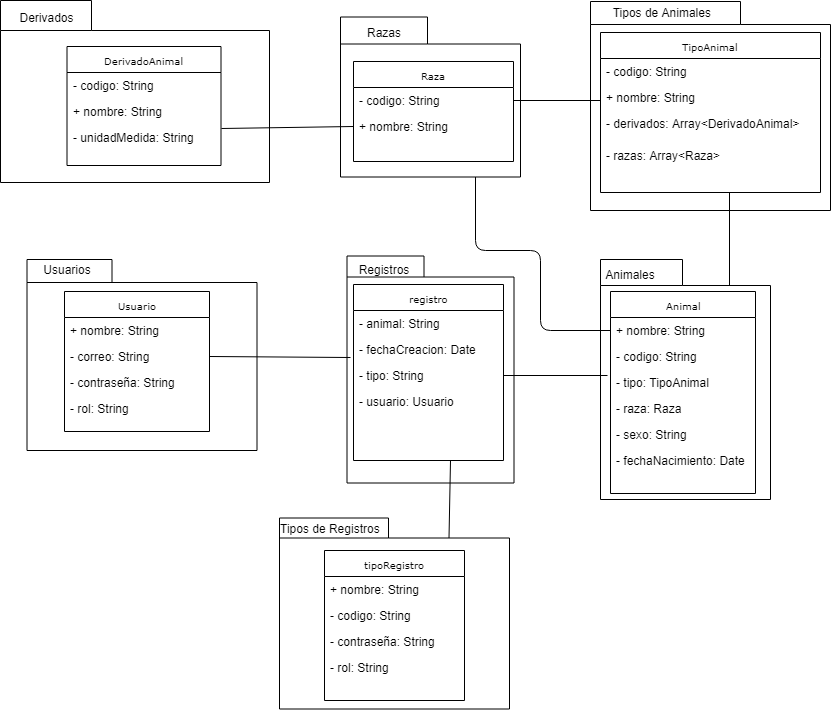 Derivados
DerivadoAnimal
- codigo: String
+ nombre: String
- unidadMedida: String
Razas
Raza
- codigo: String
+ nombre: String
Tipos de Animales
TipoAnimal
- codigo: String
+ nombre: String
- derivados: Array<DerivadoAnimal>
- razas: Array<Raza>
Usuarios
Usuario
+ nombre: String
- correo: String
- contraseña: String
- rol: String
Registros
registro
- animal: String
- fechaCreacion: Date
- tipo: String
- usuario: Usuario
Animales
Animal
+ nombre: String
- codigo: String
- tipo: TipoAnimal
- raza: Raza
- sexo: String
- fechaNacimiento: Date
Tipos de Registros
tipoRegistro
+ nombre: String
- codigo: String
- contraseña: String
- rol: String